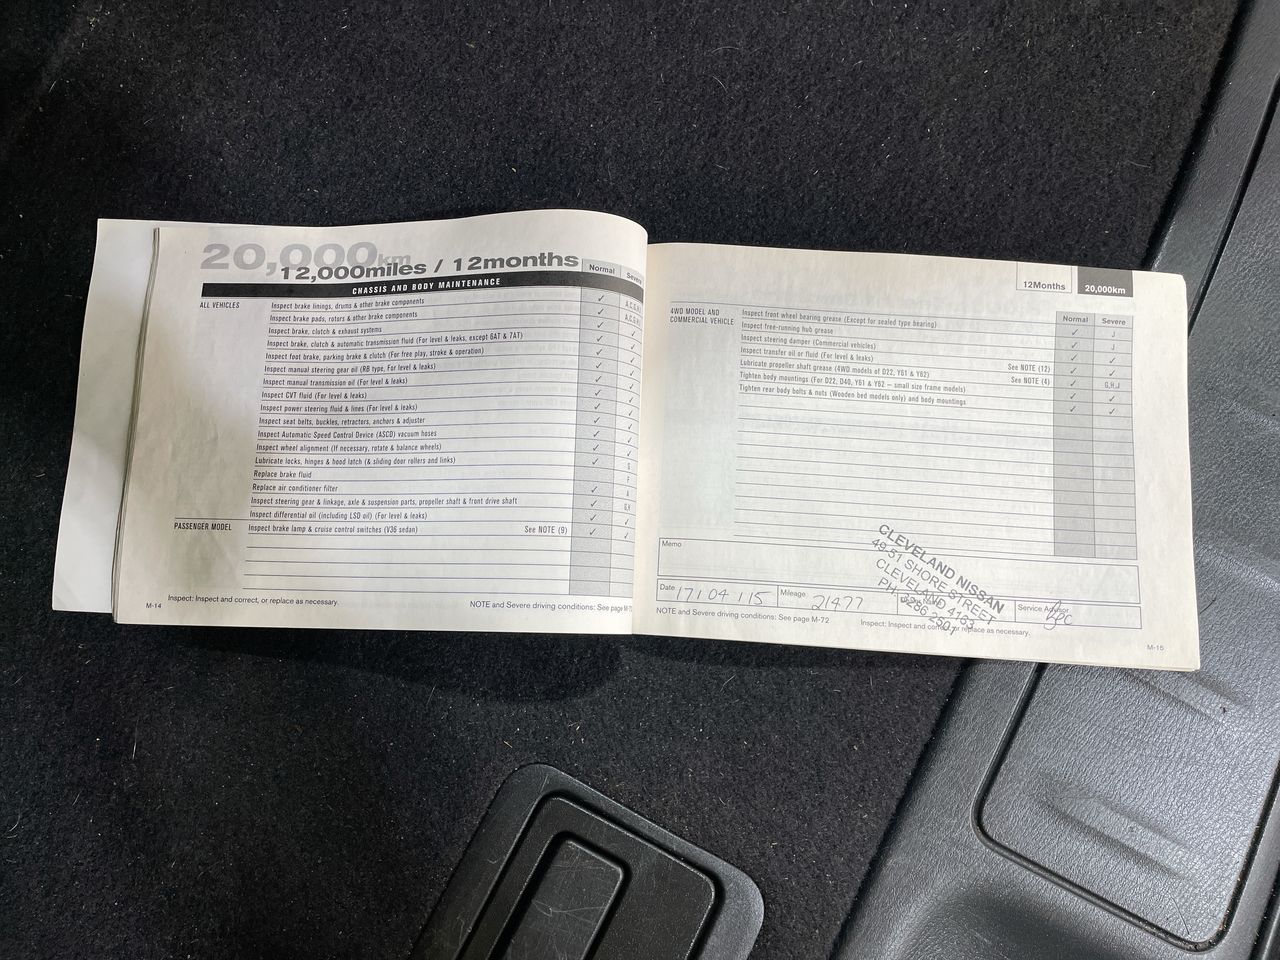 20,000km
12,000miles / 12months
Normal Severe
CHASSIS AND BODY MAINTENANCE
ALL VEHICLES
Inspect brake linings, drums & other brake components
Inspect brake pads, rotors & other brake components
Inspect brake, clutch & exhaust systems
Inspect brake, clutch & automatic transmission fluid (For level & leaks, except 6AT & 7AT)
Inspect foot brake, parking brake & clutch (For free play, stroke & operation)
Inspect manual steering gear oil (RB type, For level & leaks)
Inspect manual transmission oil (For level & leaks)
Inspect CVT fluid (For level & leaks)
Inspect power steering fluid & lines (For level & leaks)
Inspect seat belts, buckles, retractors, anchors & adjuster
Inspect Automatic Speed Control Device (ASCD) vacuum hoses
Inspect wheel alignment (If necessary, rotate & balance wheels)
Lubricate locks, hinges & hood latch (& sliding door rollers and links)
Replace brake fluid
Replace air conditioner filter
Inspect steering gear & linkage, axle & suspension parts, propeller shaft & front drive shaft
Inspect differential oil (including LSD oil) (For level & leaks)
PASSENGER MODEL
Inspect brake lamp & cruise control switches (V36 sedan) See NOTE (9)
Inspect: Inspect and correct, or replace as necessary.
NOTE and Severe driving conditions: See page M-72
M-14
12Months 20,000km
Normal Severe
4WD MODEL AND
COMMERCIAL VEHICLE
Inspect front wheel bearing grease (Except for sealed type bearing)
Inspect free-running hub grease J
Inspect steering damper (Commercial vehicles)
Inspect transfer oil or fluid (For level & leaks) See NOTE (12)
Lubricate propeller shaft grease (4WD models of D22, Y61 & Y62) See NOTE (4) G,H,J
Tighten body mountings (For D22, D40, Y61 & Y62 – small size frame models)
Tighten rear body bolts & nuts (Wooden bed models only) and body mountings
Memo
Date 17/04/15 Mileage 21477 Service Advisor
CLEVELAND NISSAN
49-51 SHORE STREET
CLEVELAND 4163
PH. 3286 2501
NOTE and Severe driving conditions: See page M-72
Inspect: Inspect and correct, or replace as necessary.
M-15